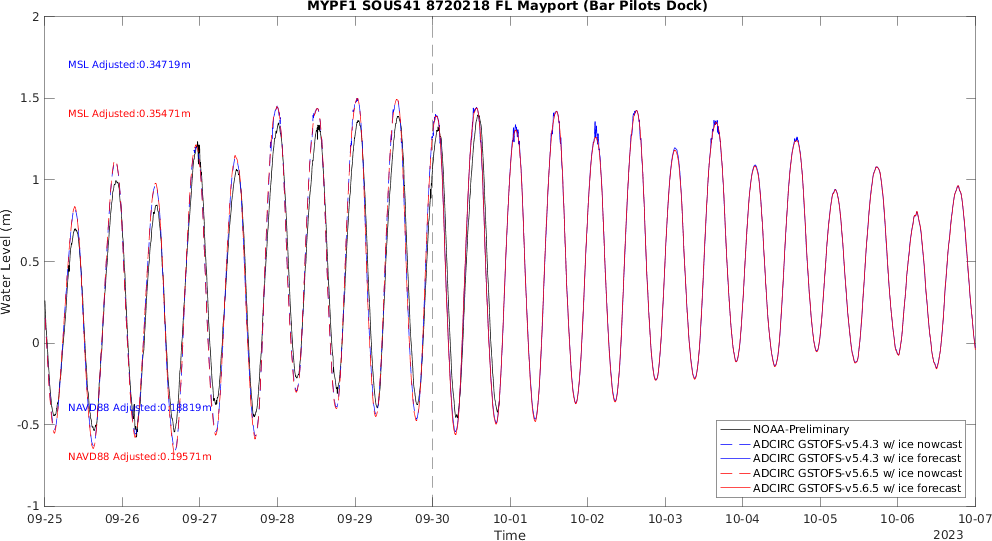 MYPF1 SOUS41 8720218 FL Mayport (Bar Pilots Dock)
2
1.5
1
0.5
0
-0.5
-1
Water Level (m)
MSL Adjusted:0.34719m
MSL Adjusted:0.35471m
NAVD88 Adjusted:0.18819m
NAVD88 Adjusted:0.19571m
NOAA-Preliminary
ADCIRC GSTOFS-v5.4.3 w/ ice nowcast
ADCIRC GSTOFS-v5.4.3 w/ ice forecast
ADCIRC GSTOFS-v5.6.5 w/ ice nowcast
ADCIRC GSTOFS-v5.6.5 w/ ice forecast
09-25 09-26 09-27 09-28 09-29 09-30 10-01 10-02 10-03 10-04 10-05 10-06 10-07
Time
2023